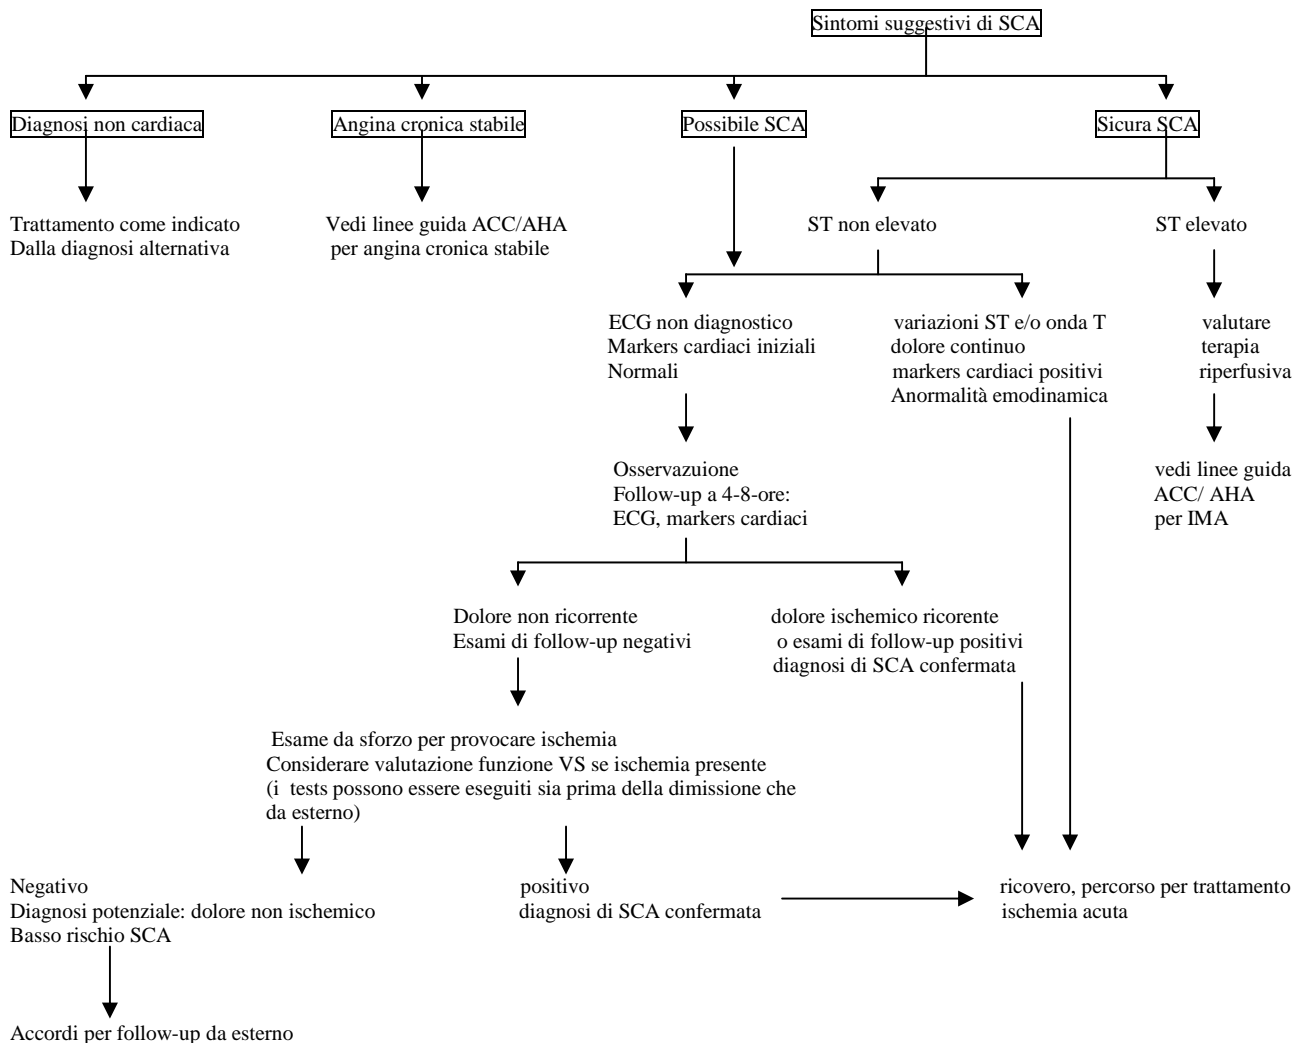 Sintomi suggestivi di SCA
Diagnosi non cardiaca
Angina cronica stabile
Possibile SCA
Sicura SCA
Trattamento come indicato
Dalla diagnosi alternativa
Vedi linee guida ACC/AHA
per angina cronica stabile
ST non elevato
ST elevato
ECG non diagnostico
Markers cardiaci iniziali
Normali
variazioni ST e/o onda T
dolore continuo
markers cardiaci positivi
Anormalità emodinamica
valutare
terapia
riperfusiva
Osservazuione
Follow-up a 4-8-ore:
ECG, markers cardiaci
vedi linee guida
ACC/ AHA
per IMA
Dolore non ricorrente
Esami di follow-up negativi
dolore ischemico ricorente
o esami di follow-up positivi
diagnosi di SCA confermata
Esame da sforzo per provocare ischemia
Considerare valutazione funzione VS se ischemia presente
(i tests possono essere eseguiti sia prima della dimissione che
da esterno)
Negativo
Diagnosi potenziale: dolore non ischemico
Basso rischio SCA
positivo
diagnosi di SCA confermata
ricovero, percorso per trattamento
ischemia acuta
Accordi per follow-up da esterno